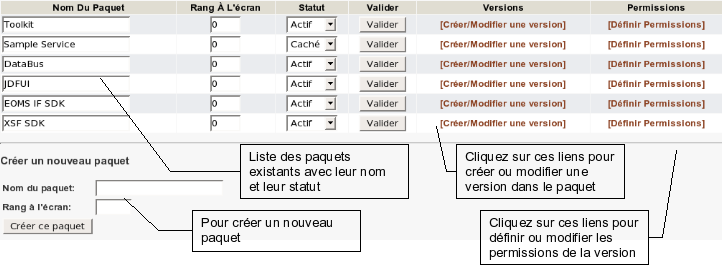 Nom Du Paquet Rang À L'écran Statut Valider Versions Permissions
Toolkit 0 Actif Valider [Créer/Modifier une version] [Définir Permissions]
Sample Service 0 Caché Valider [Créer/Modifier une version] [Définir Permissions]
DataBus 0 Actif Valider [Créer/Modifier une version] [Définir Permissions]
JDFUI 0 Actif Valider [Créer/Modifier une version] [Définir Permissions]
EOMS IF SDK 0 Actif Valider [Créer/Modifier une version] [Définir Permissions]
XSF SDK 0 Actif Valider [Créer/Modifier une version] [Définir Permissions]
Liste des paquets
existants avec leur nom
et leur statut
Cliquez sur ces liens pour
créer ou modifier une
version dans le paquet
Créer un nouveau paquet
Nom du paquet:
Rang à l'écran:
Créer ce paquet
Pour créer un nouveau
paquet
Cliquez sur ces liens pour
définir ou modifier les
permissions de la version